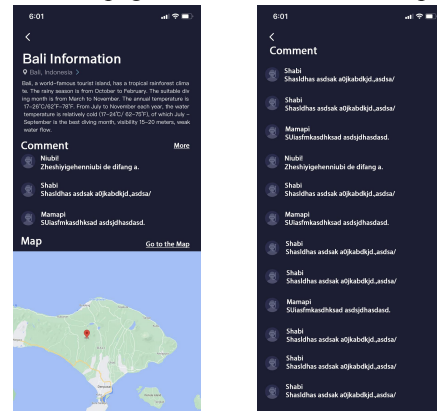 6:01
Bali Information
Bali, Indonesia >
Bali, a world-famous tourist island, has a tropical rainforest clima
te. The rainy season is from October to February. The suitable div
ing month is from March to November. The annual temperature is
17-26℃/62℉-78℉. From July to November each year, the water
temperature is relatively cold (17-24℃/ 62-75℉), of which July -
September is the best diving month, visibility 15-20 meters, weak
water flow.
Comment
More
Niubi!
Zheshiyigehenniubi de difang a.
Shabi
Shasldhas asdsak a0jkabdkjd.,asdsa/
Mamapi
SUiasfmkasdhksad asdsjdhasdasd.
Map
Go to the Map
6:01
Comment
Shabi
Shasldhas asdsak a0jkabdkjd.,asdsa/
Shabi
Shasldhas asdsak a0jkabdkjd.,asdsa/
Mamapi
SUiasfmkasdhksad asdsjdhasdasd.
Niubi!
Zheshiyigehenniubi de difang a.
Shabi
Shasldhas asdsak a0jkabdkjd.,asdsa/
Mamapi
SUiasfmkasdhksad asdsjdhasdasd.
Shabi
Shasldhas asdsak a0jkabdkjd.,asdsa/
Shabi
Shasldhas asdsak a0jkabdkjd.,asdsa/
Mamapi
SUiasfmkasdhksad asdsjdhasdasd.
Shabi
Shasldhas asdsak a0jkabdkjd.,asdsa/
Shabi
Shasldhas asdsak a0jkabdkjd.,asdsa/
Shabi
Shasldhas asdsak a0jkabdkjd.,asdsa/